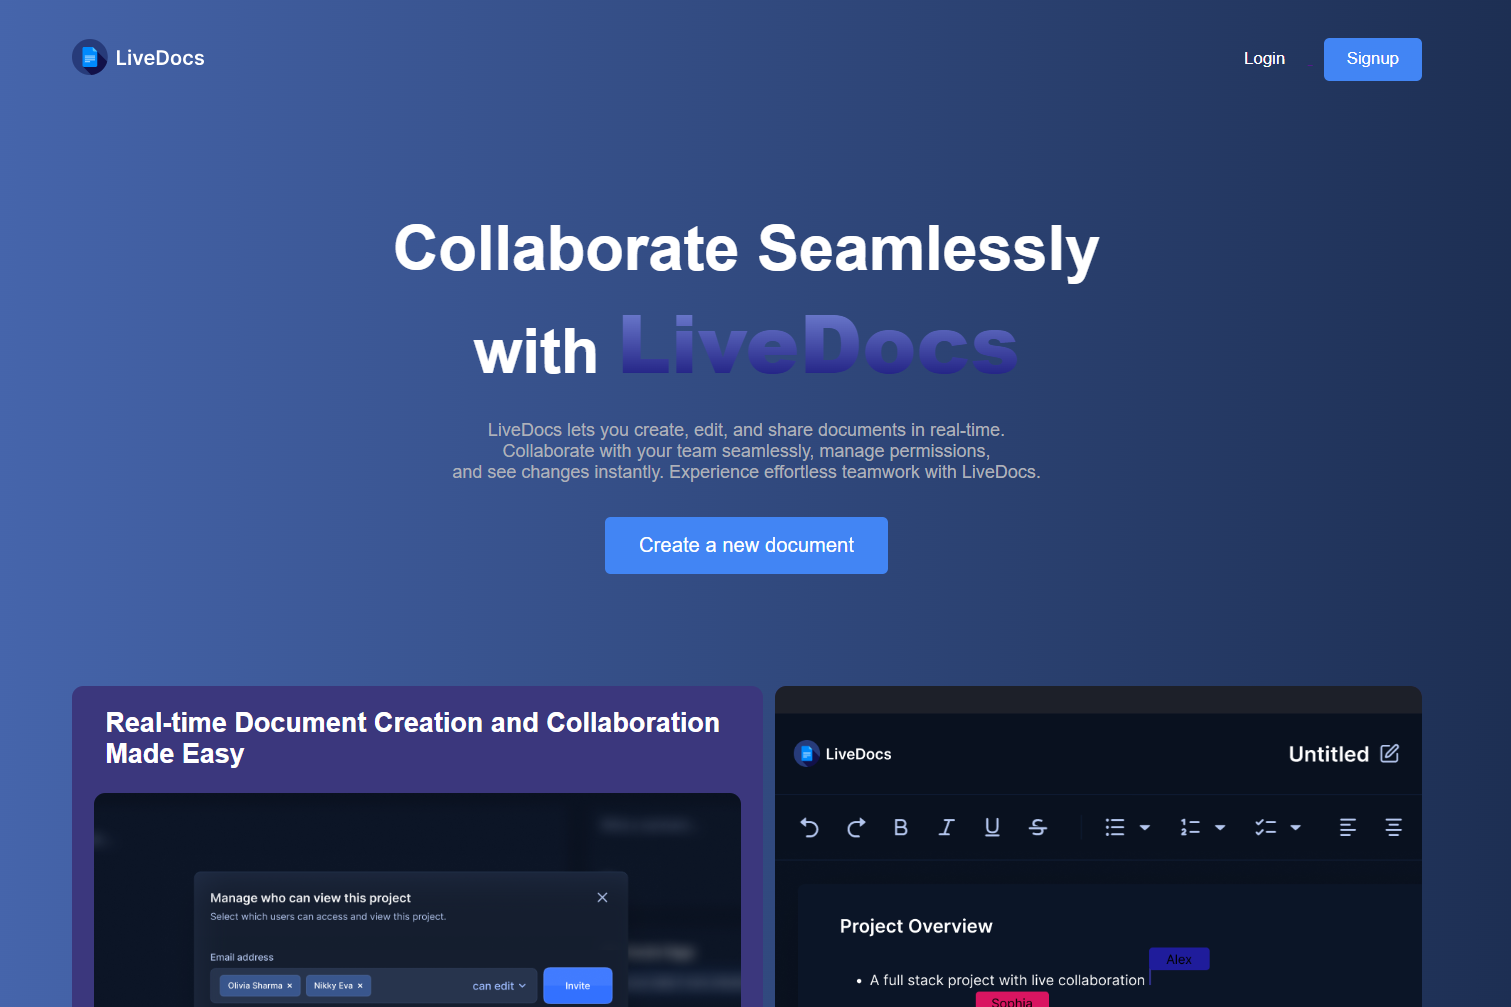 LiveDocs
Login
Signup
Collaborate Seamlessly
with LiveDocs
LiveDocs lets you create, edit, and share documents in real-time.
Collaborate with your team seamlessly, manage permissions,
and see changes instantly. Experience effortless teamwork with LiveDocs.
Create a new document
Real-time Document Creation and Collaboration
Made Easy
Manage who can view this project
Select which users can access and view this project.
Email address
Olivia Sharma ×
Nikky Eva ×
can edit
Invite
LiveDocs
Untitled
Project Overview
Alex
• A full stack project with live collaboration
Sophia